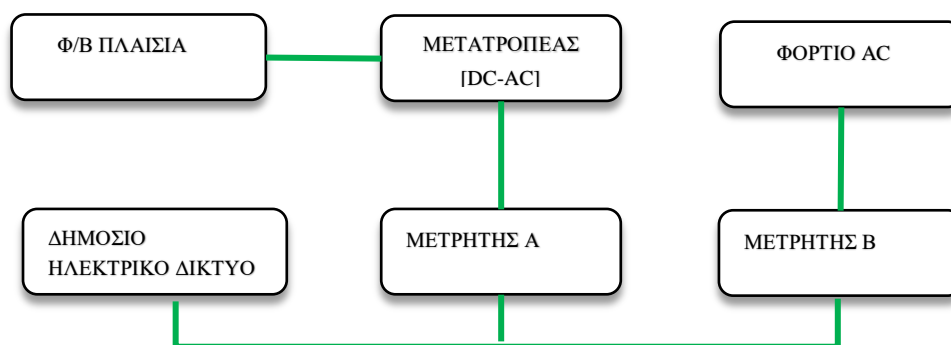 Φ/Β ΠΛΑΙΣΙΑ
ΜΕΤΑΤΡΟΠΕΑΣ
[DC-AC]
ΦΟΡΤΙΟ AC
ΔΗΜΟΣΙΟ
ΗΛΕΚΤΡΙΚΟ ΔΙΚΤΥΟ
ΜΕΤΡΗΤΗΣ Α
ΜΕΤΡΗΤΗΣ Β